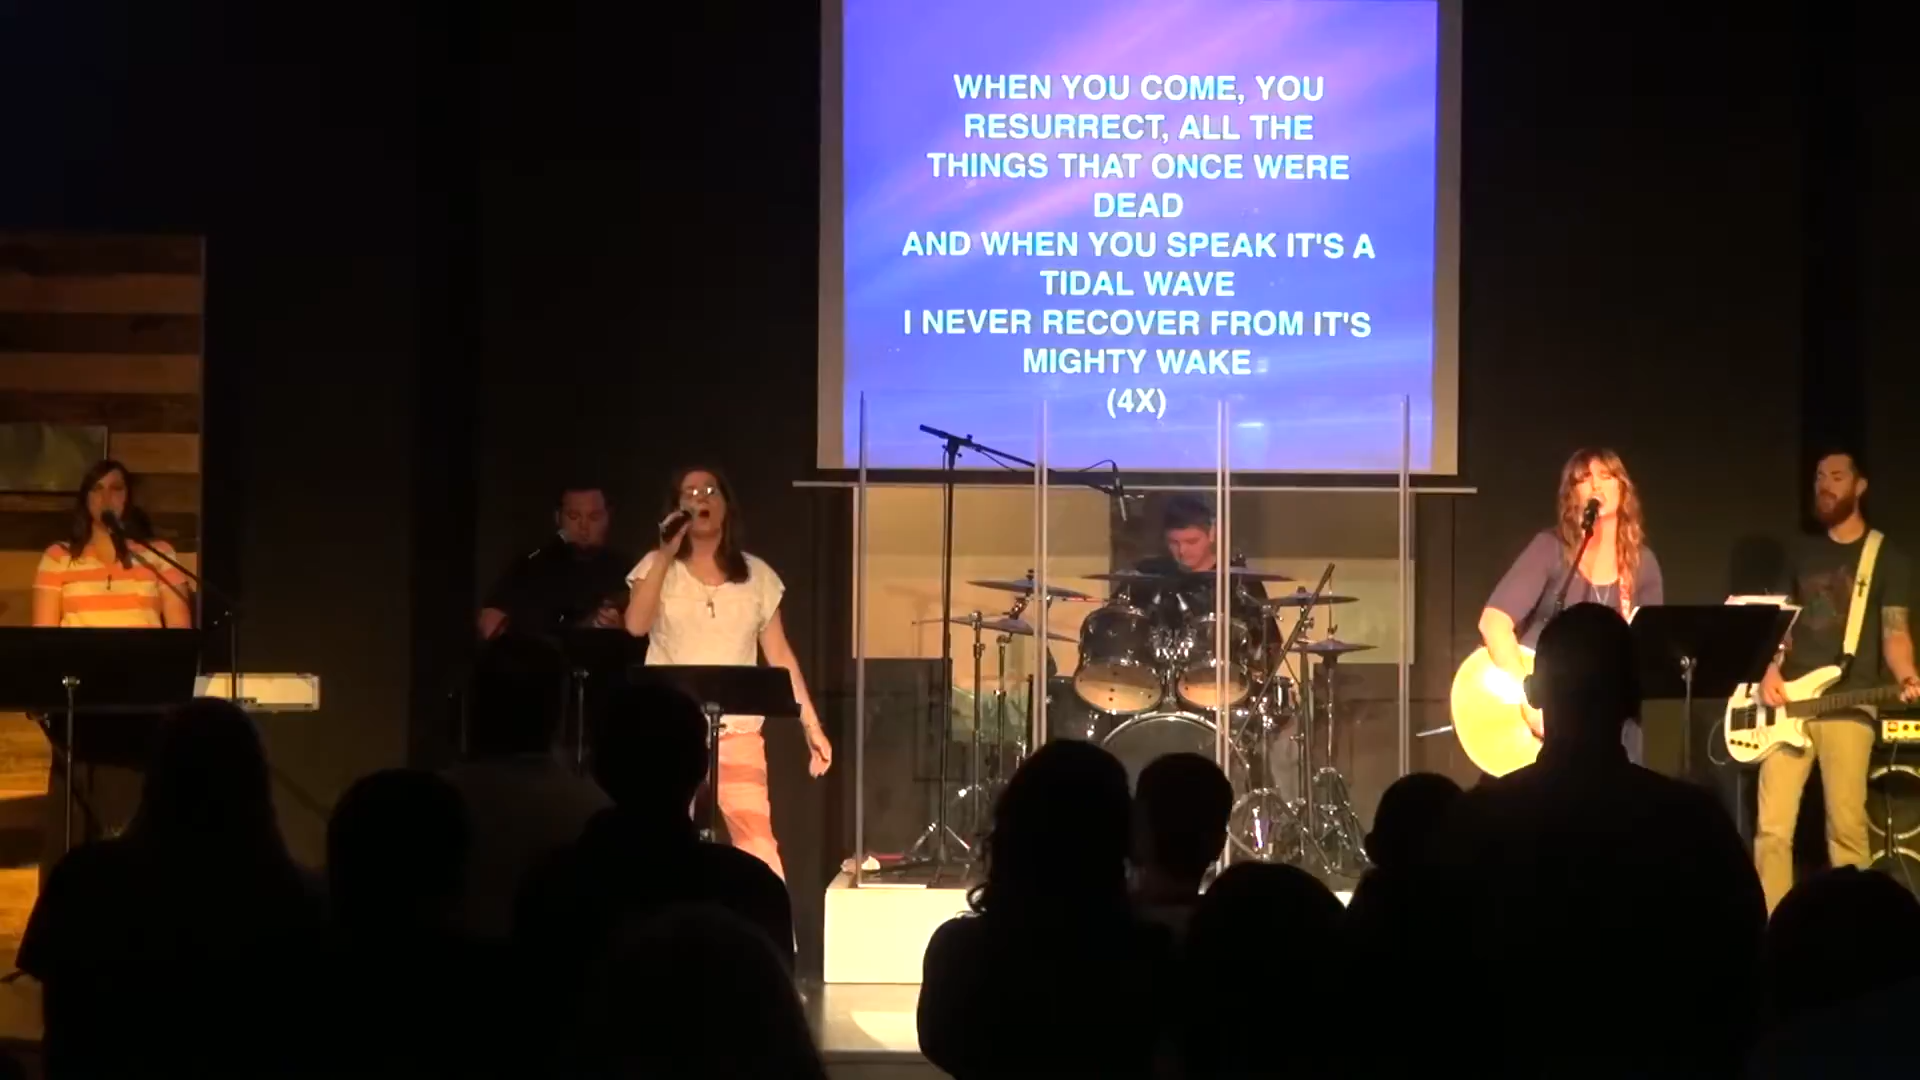 WHEN YOU COME, YOU
RESURRECT, ALL THE
THINGS THAT ONCE WERE
DEAD
AND WHEN YOU SPEAK IT'S A
TIDAL WAVE
I NEVER RECOVER FROM IT'S
MIGHTY WAKE
(4X)